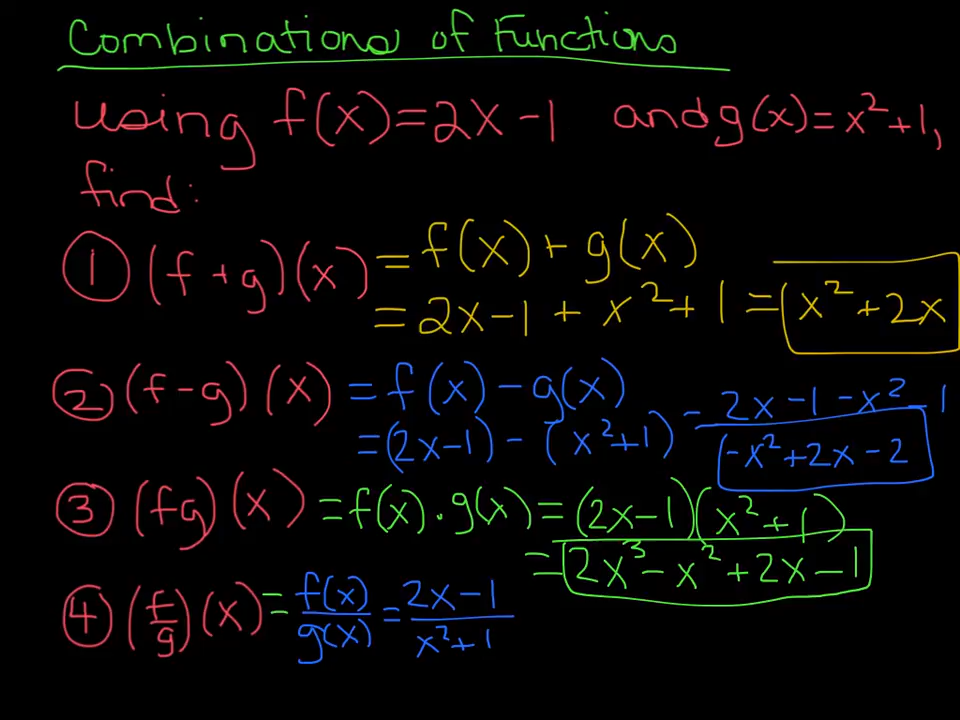 Combinations of Functions
using f(x)=2x-1 and g(x)=x²+1,
find:
① (f+g)(x) = f(x)+g(x)
= 2x-1 + x²+1 = x²+2x
② (f-g)(x) = f(x)-g(x)
=(2x-1) - (x²+1) = 2x-1-x²-1
-x²+2x-2
③ (fg)(x) = f(x)·g(x) = (2x-1)(x²+1)
= 2x³-x²+2x-1
④ (f/g)(x) = f(x)/g(x) = 2x-1/x²+1